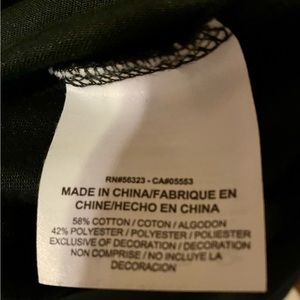 RN#56323 - CA#05553
MADE IN CHINA/FABRIQUE EN
CHINE/HECHO EN CHINA
58% COTTON / COTON / ALGODON
42% POLYESTER / POLYESTER / POLIESTER
EXCLUSIVE OF DECORATION / DECORATION
NON COMPRISE / NO INCLUYE LA
DECORACION